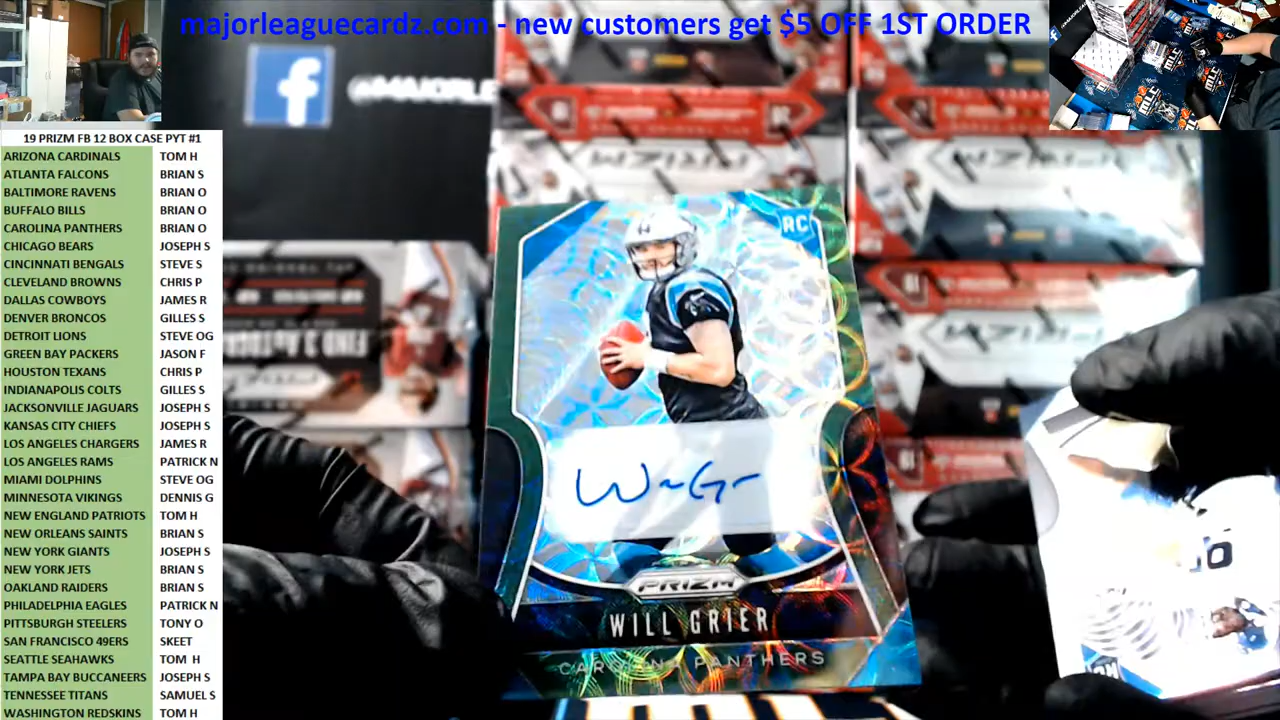 majorleaguecardz.com - new customers get $5 OFF 1ST ORDER
@MAJORLE
19 PRIZM FB 12 BOX CASE PYT #1
ARIZONA CARDINALS TOM H
ATLANTA FALCONS BRIAN S
BALTIMORE RAVENS BRIAN O
BUFFALO BILLS BRIAN O
CAROLINA PANTHERS BRIAN O
CHICAGO BEARS JOSEPH S
CINCINNATI BENGALS STEVE S
CLEVELAND BROWNS CHRIS P
DALLAS COWBOYS JAMES R
DENVER BRONCOS GILLES S
DETROIT LIONS STEVE OG
GREEN BAY PACKERS JASON F
HOUSTON TEXANS CHRIS P
INDIANAPOLIS COLTS GILLES S
JACKSONVILLE JAGUARS JOSEPH S
KANSAS CITY CHIEFS JOSEPH S
LOS ANGELES CHARGERS JAMES R
LOS ANGELES RAMS PATRICK N
MIAMI DOLPHINS STEVE OG
MINNESOTA VIKINGS DENNIS G
NEW ENGLAND PATRIOTS TOM H
NEW ORLEANS SAINTS BRIAN S
NEW YORK GIANTS JOSEPH S
NEW YORK JETS BRIAN S
OAKLAND RAIDERS BRIAN S
PHILADELPHIA EAGLES PATRICK N
PITTSBURGH STEELERS TONY O
SAN FRANCISCO 49ERS SKEET
SEATTLE SEAHAWKS TOM H
TAMPA BAY BUCCANEERS JOSEPH S
TENNESSEE TITANS SAMUEL S
WASHINGTON REDSKINS TOM H
PRIZM
PRIZM
PRIZM
RC
PRIZM
WILL GRIER
CAROLINA PANTHERS
MLC